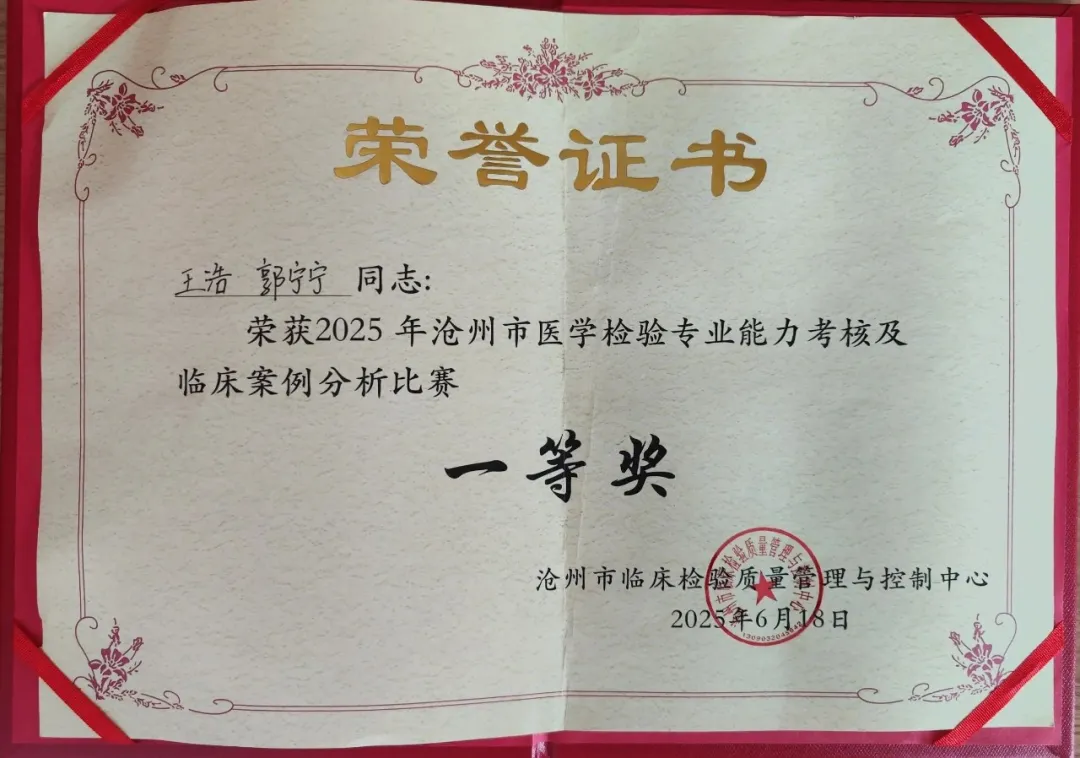 荣誉证书
王浩 郭宁宁 同志:
荣获2025 年沧州市医学检验专业能力考核及
临床案例分析比赛
一等奖
沧州市临床检验质量管理与控制中心
2025年6月18日